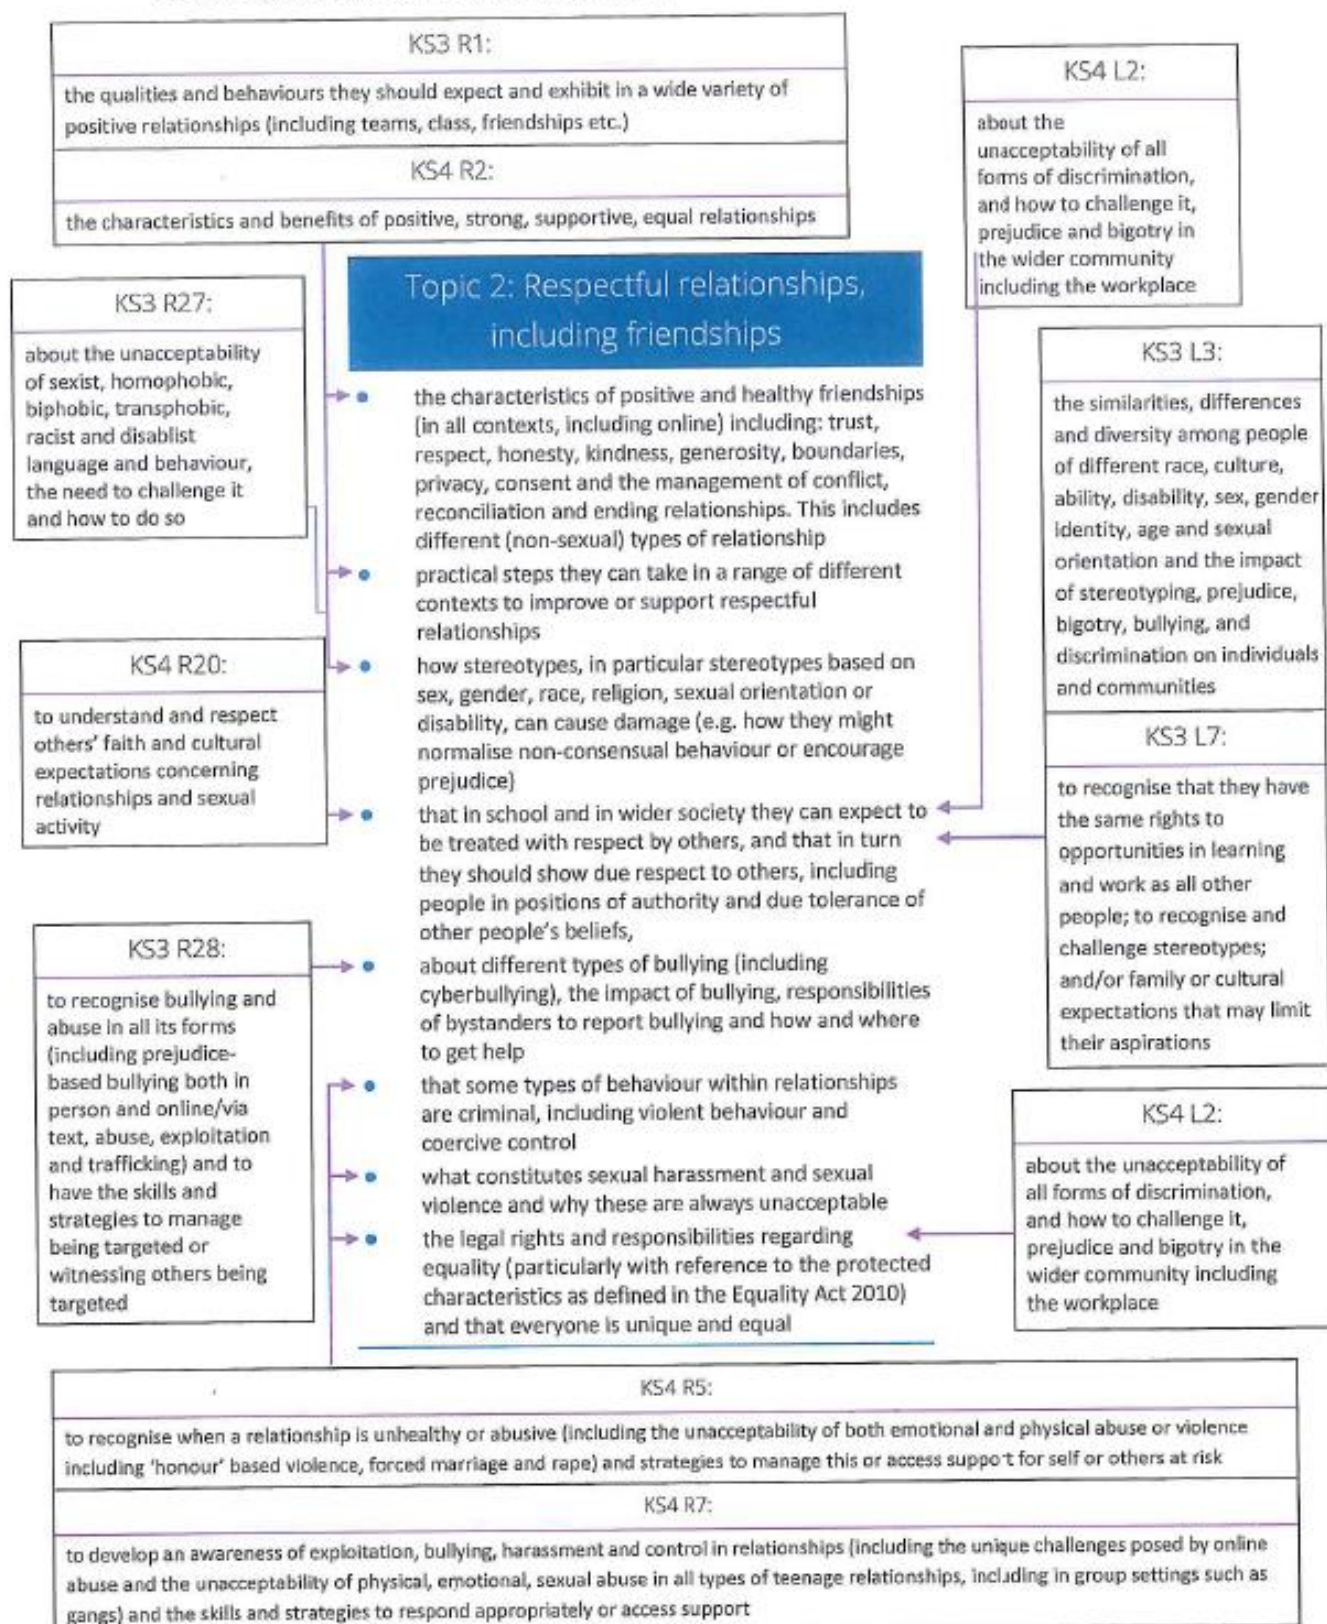 KS3 R1:
the qualities and behaviours they should expect and exhibit in a wide variety of
positive relationships (including teams, class, friendships etc.)
KS4 R2:
the characteristics and benefits of positive, strong, supportive, equal relationships
KS4 L2:
about the
unacceptability of all
forms of discrimination,
and how to challenge it,
prejudice and bigotry in
the wider community
including the workplace
KS3 R27:
about the unacceptability
of sexist, homophobic,
biphobic, transphobic,
racist and disablist
language and behaviour,
the need to challenge it
and how to do so
KS4 R20:
to understand and respect
others' faith and cultural
expectations concerning
relationships and sexual
activity
KS3 R28:
to recognise bullying and
abuse in all its forms
(including prejudice-
based bullying both in
person and online/via
text, abuse, exploitation
and trafficking) and to
have the skills and
strategies to manage
being targeted or
witnessing others being
targeted
Topic 2: Respectful relationships,
including friendships
• the characteristics of positive and healthy friendships
(in all contexts, including online) including: trust,
respect, honesty, kindness, generosity, boundaries,
privacy, consent and the management of conflict,
reconciliation and ending relationships. This includes
different (non-sexual) types of relationship
• practical steps they can take in a range of different
contexts to improve or support respectful
relationships
• how stereotypes, in particular stereotypes based on
sex, gender, race, religion, sexual orientation or
disability, can cause damage (e.g. how they might
normalise non-consensual behaviour or encourage
prejudice)
• that in school and in wider society they can expect to
be treated with respect by others, and that in turn
they should show due respect to others, including
people in positions of authority and due tolerance of
other people's beliefs,
• about different types of bullying (including
cyberbullying), the impact of bullying, responsibilities
of bystanders to report bullying and how and where
to get help
• that some types of behaviour within relationships
are criminal, including violent behaviour and
coercive control
• what constitutes sexual harassment and sexual
violence and why these are always unacceptable
• the legal rights and responsibilities regarding
equality (particularly with reference to the protected
characteristics as defined in the Equality Act 2010)
and that everyone is unique and equal
KS3 L3:
the similarities, differences
and diversity among people
of different race, culture,
ability, disability, sex, gender
identity, age and sexual
orientation and the impact
of stereotyping, prejudice,
bigotry, bullying, and
discrimination on individuals
and communities
KS3 L7:
to recognise that they have
the same rights to
opportunities in learning
and work as all other
people; to recognise and
challenge stereotypes;
and/or family or cultural
expectations that may limit
their aspirations
KS4 L2:
about the unacceptability of
all forms of discrimination,
and how to challenge it,
prejudice and bigotry in the
wider community including
the workplace
KS4 R5:
to recognise when a relationship is unhealthy or abusive (including the unacceptability of both emotional and physical abuse or violence
including 'honour' based violence, forced marriage and rape) and strategies to manage this or access support for self or others at risk
KS4 R7:
to develop an awareness of exploitation, bullying, harassment and control in relationships (including the unique challenges posed by online
abuse and the unacceptability of physical, emotional, sexual abuse in all types of teenage relationships, including in group settings such as
gangs) and the skills and strategies to respond appropriately or access support